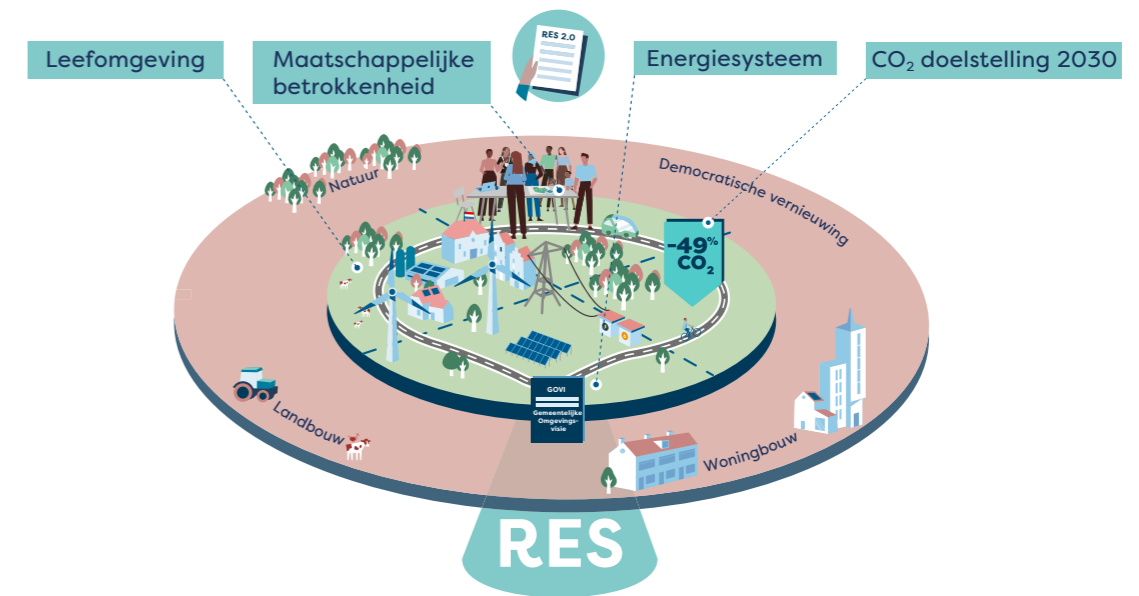 RES 2.0
Leefomgeving
Maatschappelijke
betrokkenheid
Energiesysteem
CO₂ doelstelling 2030
Natuur
Democratische vernieuwing
-49%
CO₂
GOVI
Gemeentelijke
Omgevings-
visie
Landbouw
Woningbouw
RES